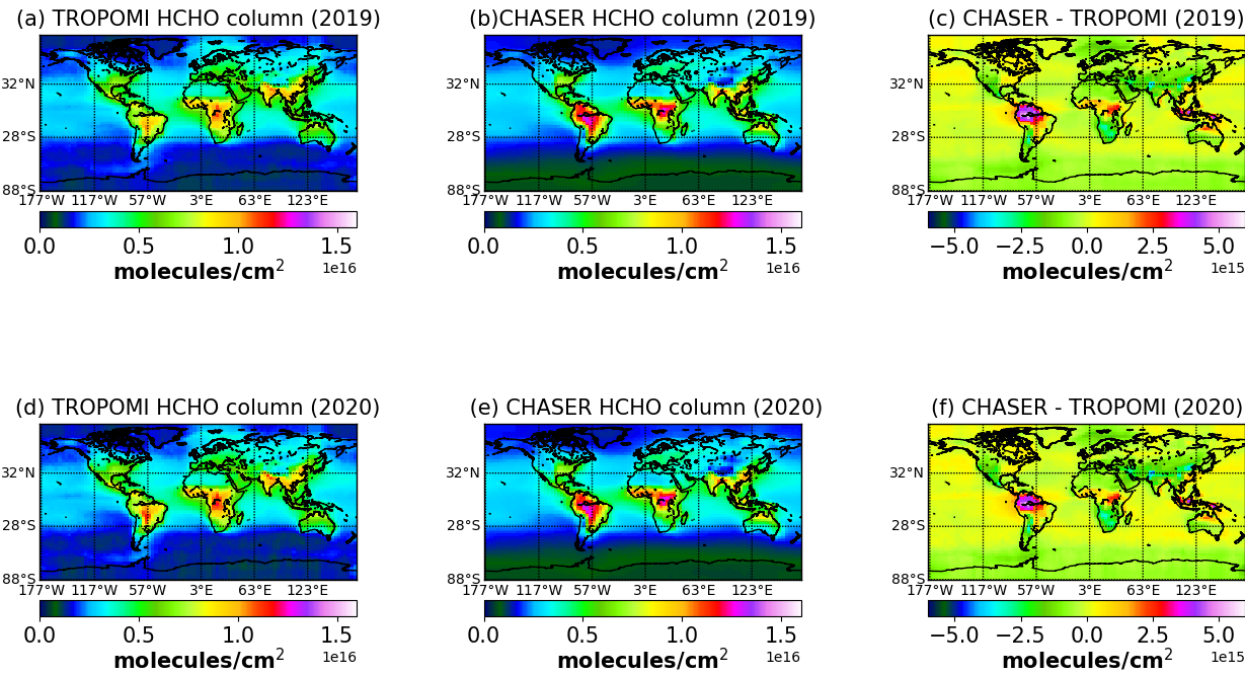 (a) TROPOMI HCHO column (2019)
(b)CHASER HCHO column (2019)
(c) CHASER - TROPOMI (2019)
32°N
28°S
88°S
177°W 117°W 57°W 3°E 63°E 123°E
32°N
28°S
88°S
177°W 117°W 57°W 3°E 63°E 123°E
32°N
28°S
88°S
177°W 117°W 57°W 3°E 63°E 123°E
0.0 0.5 1.0 1.5
1e16
molecules/cm²
0.0 0.5 1.0 1.5
1e16
molecules/cm²
−5.0 −2.5 0.0 2.5 5.0
1e15
molecules/cm²
(d) TROPOMI HCHO column (2020)
(e) CHASER HCHO column (2020)
(f) CHASER - TROPOMI (2020)
32°N
28°S
88°S
177°W 117°W 57°W 3°E 63°E 123°E
32°N
28°S
88°S
177°W 117°W 57°W 3°E 63°E 123°E
32°N
28°S
88°S
177°W 117°W 57°W 3°E 63°E 123°E
0.0 0.5 1.0 1.5
1e16
molecules/cm²
0.0 0.5 1.0 1.5
1e16
molecules/cm²
−5.0 −2.5 0.0 2.5 5.0
1e15
molecules/cm²